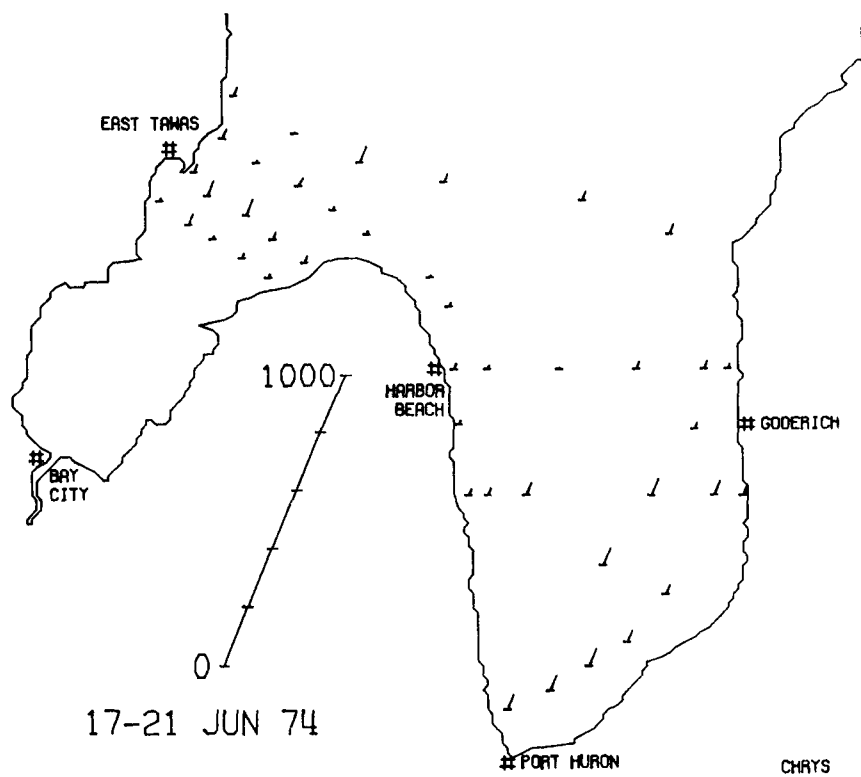 EAST TAWAS
1000
HARBOR
BEACH
GODERICH
BAY
CITY
0
17-21 JUN 74
PORT HURON
CHRYS